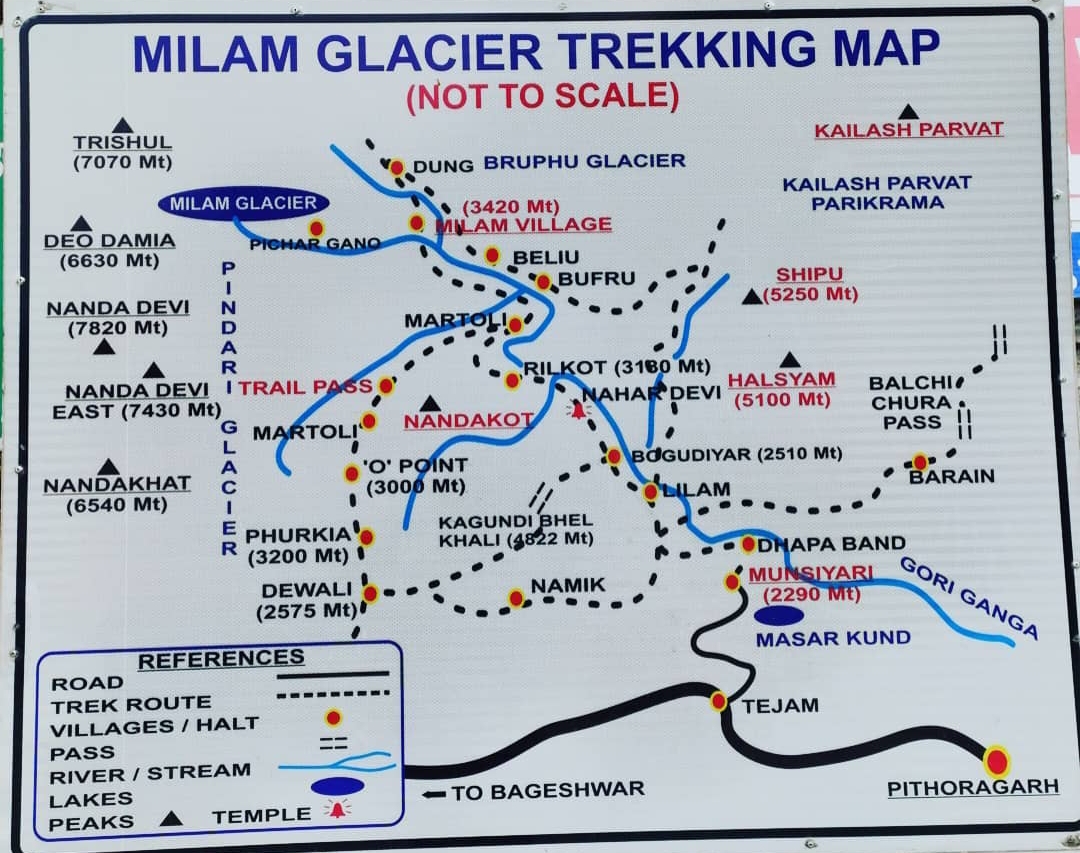 MILAM GLACIER TREKKING MAP
(NOT TO SCALE)
TRISHUL
(7070 Mt)
KAILASH PARVAT
DUNG
BRUPHU GLACIER
KAILASH PARVAT
PARIKRAMA
MILAM GLACIER
(3420 Mt)
MILAM VILLAGE
PICHAR GANO
DEO DAMIA
(6630 Mt)
BELIU
BUFRU
SHIPU
(5250 Mt)
PINDARI GLACIER
NANDA DEVI
(7820 Mt)
MARTOLI
RILKOT (3180 Mt)
NANDA DEVI
EAST (7430 Mt)
TRAIL PASS
NAHAR DEVI
HALSYAM
(5100 Mt)
BALCHI
CHURA
PASS
NANDAKOT
MARTOLI
BOGUDIYAR (2510 Mt)
'O' POINT
(3000 Mt)
NANDAKHAT
(6540 Mt)
LILAM
BARAIN
KAGUNDI BHEL
KHALI (4822 Mt)
PHURKIA
(3200 Mt)
DHAPA BAND
MUNSIYARI
(2290 Mt)
GORI GANGA
DEWALI
(2575 Mt)
NAMIK
MASAR KUND
TEJAM
PITHORAGARH
TO BAGESHWAR
REFERENCES
ROAD
TREK ROUTE
VILLAGES / HALT
PASS
RIVER / STREAM
LAKES
PEAKS
TEMPLE